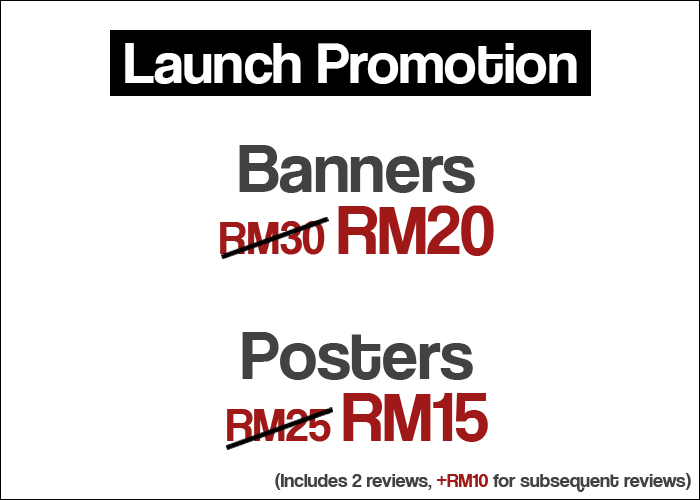 Launch Promotion
Banners
RM30 RM20
Posters
RM25 RM15
(Includes 2 reviews, +RM10 for subsequent reviews)